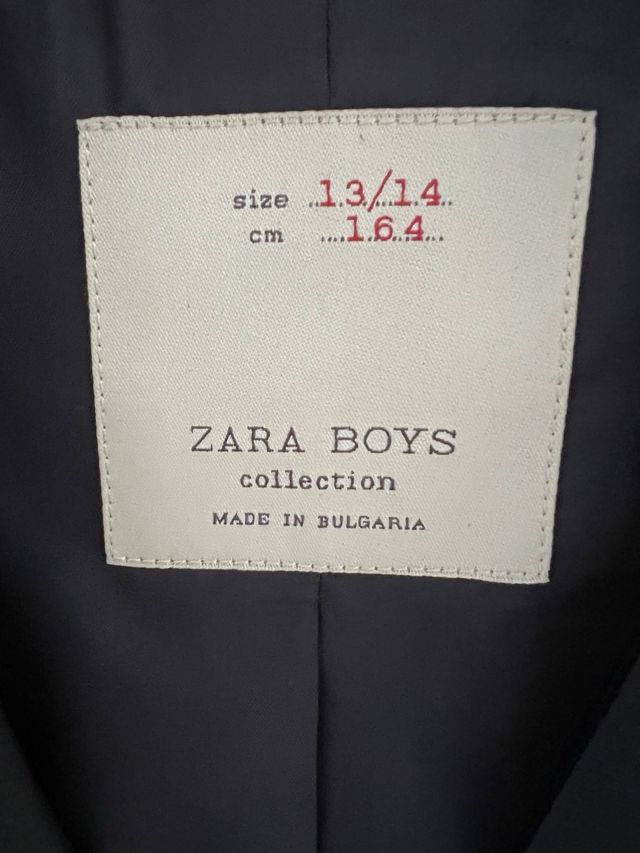 size ..13/14..
cm ....164...
ZARA BOYS
collection
MADE IN BULGARIA